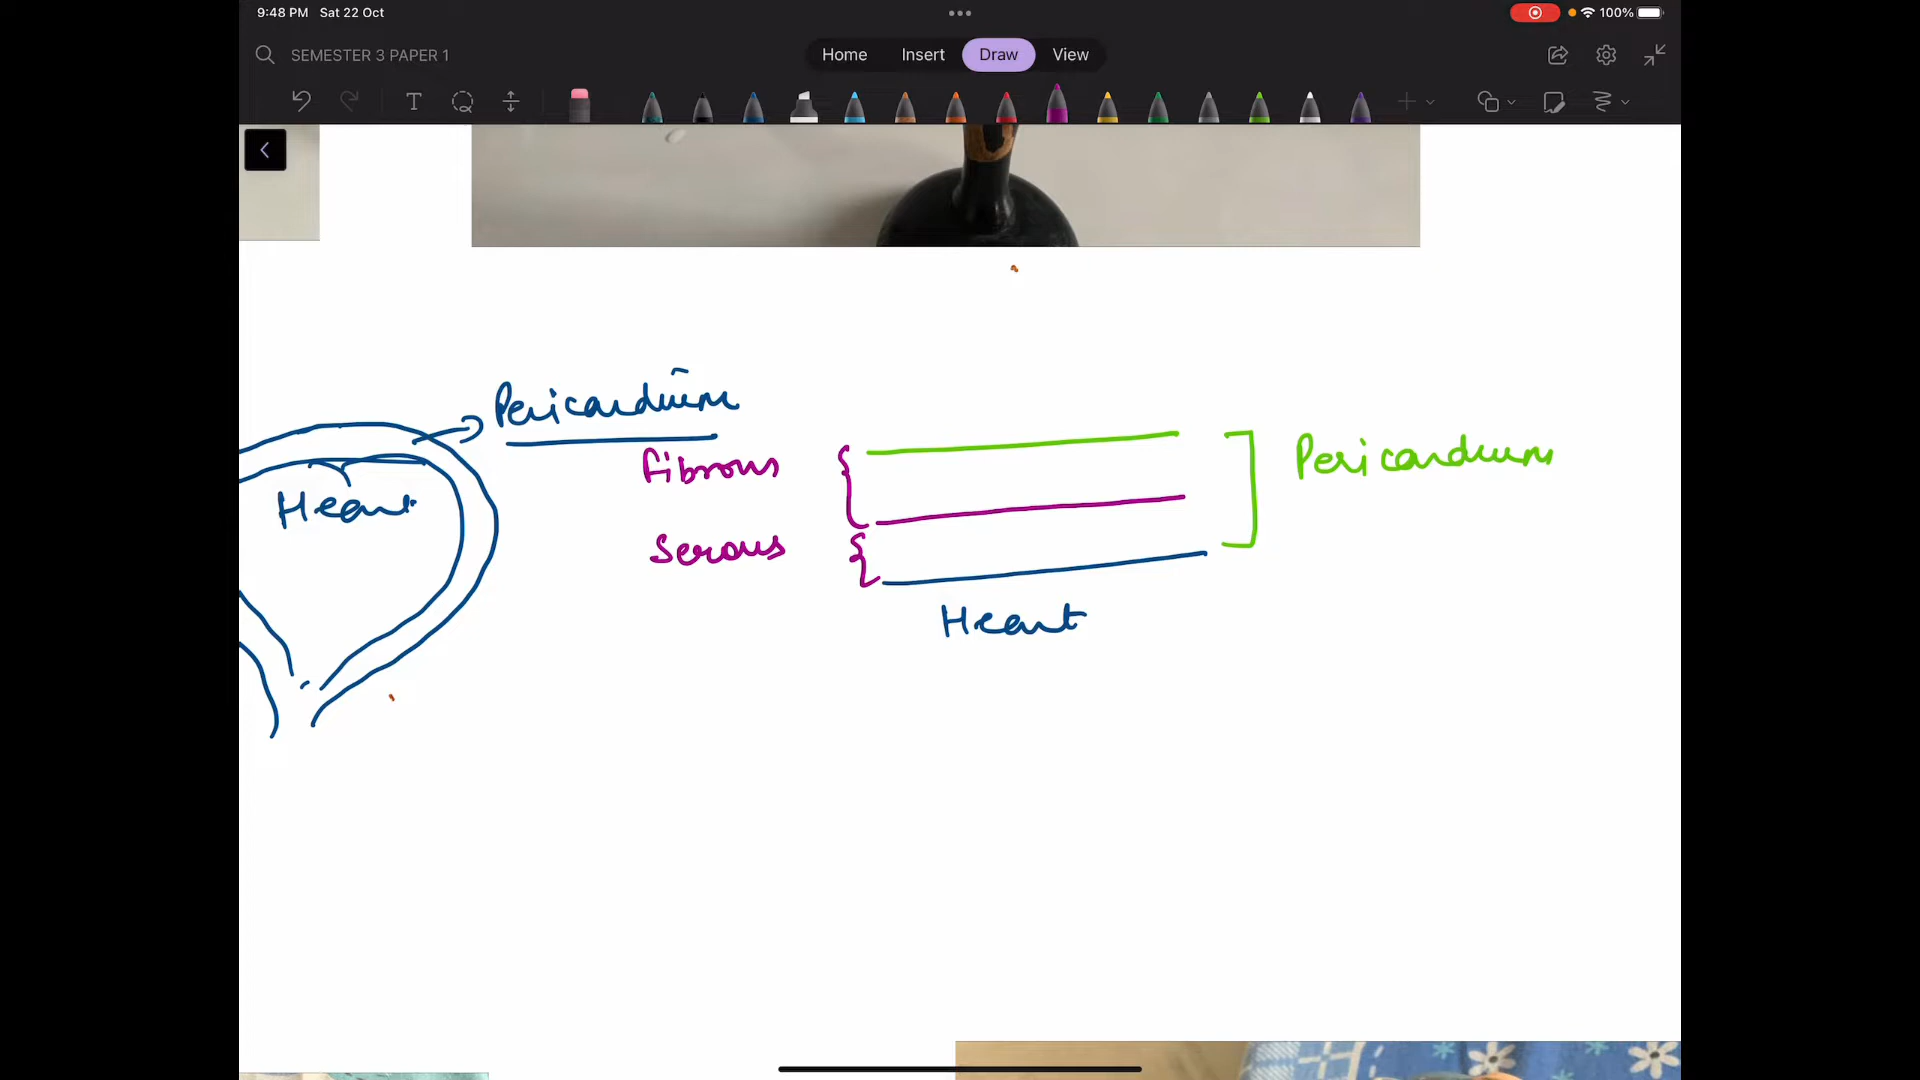 9:48 PM Sat 22 Oct
100%
SEMESTER 3 PAPER 1
Home Insert Draw View
Pericardium
Heart
fibrous
Serous
Pericardium
Heart